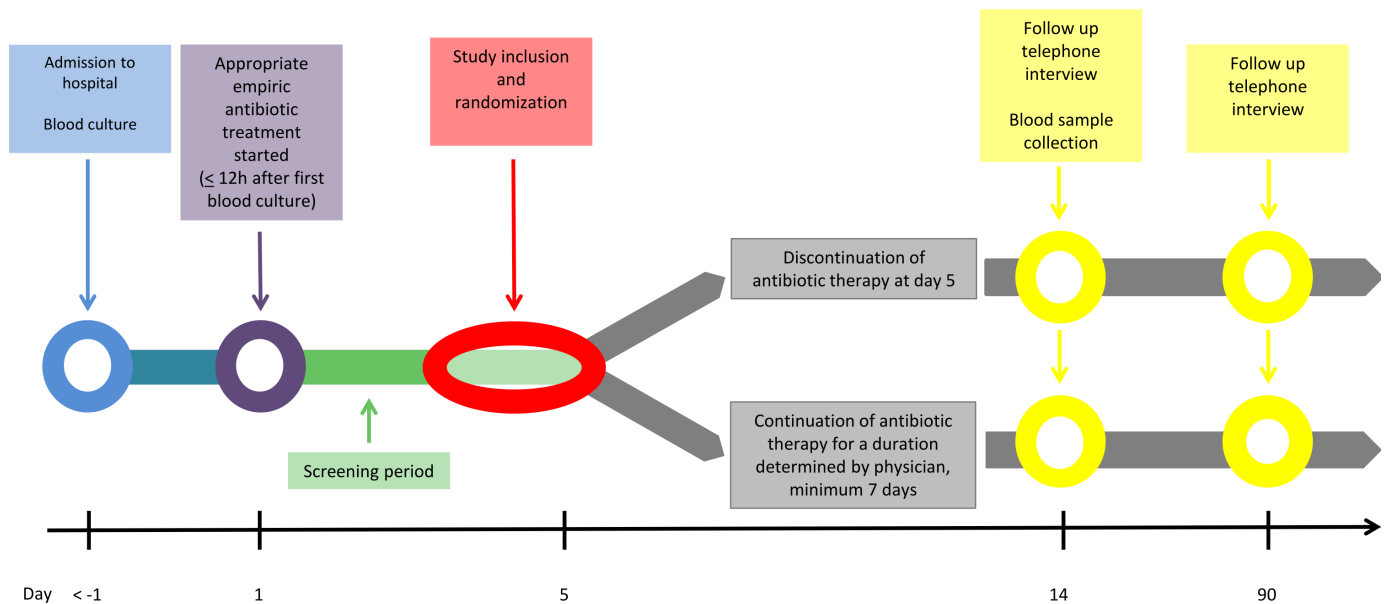 Admission to
hospital
Blood culture
Appropriate
empiric
antibiotic
treatment
started
(≤ 12h after first
blood culture)
Study inclusion
and
randomization
Follow up
telephone
interview
Blood sample
collection
Follow up
telephone
interview
Discontinuation of
antibiotic therapy at day 5
Screening period
Continuation of antibiotic
therapy for a duration
determined by physician,
minimum 7 days
Day < -1 1 5 14 90